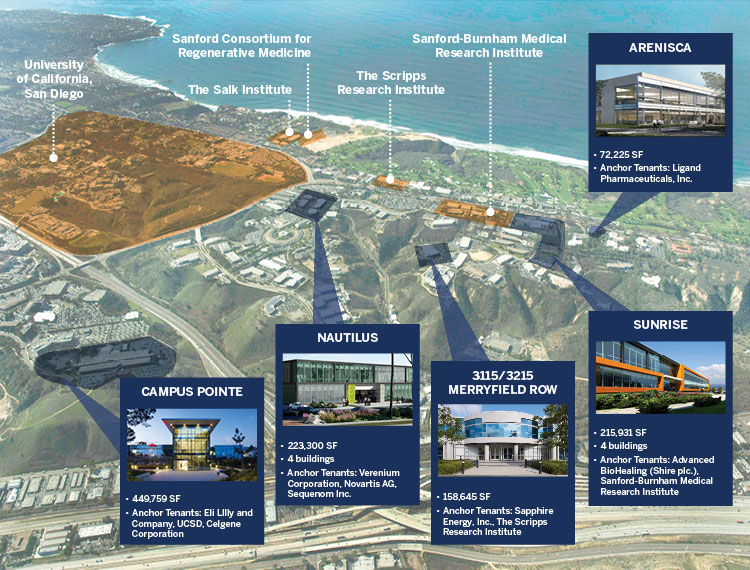 Sanford Consortium for
Regenerative Medicine
Sanford-Burnham Medical
Research Institute
University
of California,
San Diego
The Salk Institute
The Scripps
Research Institute
ARENISCA
• 72,225 SF
• Anchor Tenants: Ligand
Pharmaceuticals, Inc.
NAUTILUS
223,300 SF
• 4 buildings
• Anchor Tenants: Verenium
Corporation, Novartis AG,
Sequenom Inc.
SUNRISE
• 215,931 SF
• 4 buildings
• Anchor Tenants: Advanced
BioHealing (Shire plc.),
Sanford-Burnham Medical
Research Institute
3115/3215
MERRYFIELD ROW
• 158,645 SF
• Anchor Tenants: Sapphire
Energy, Inc., The Scripps
Research Institute
CAMPUS POINTE
• 449,759 SF
• Anchor Tenants: Eli Lilly and
Company, UCSD, Celgene
Corporation